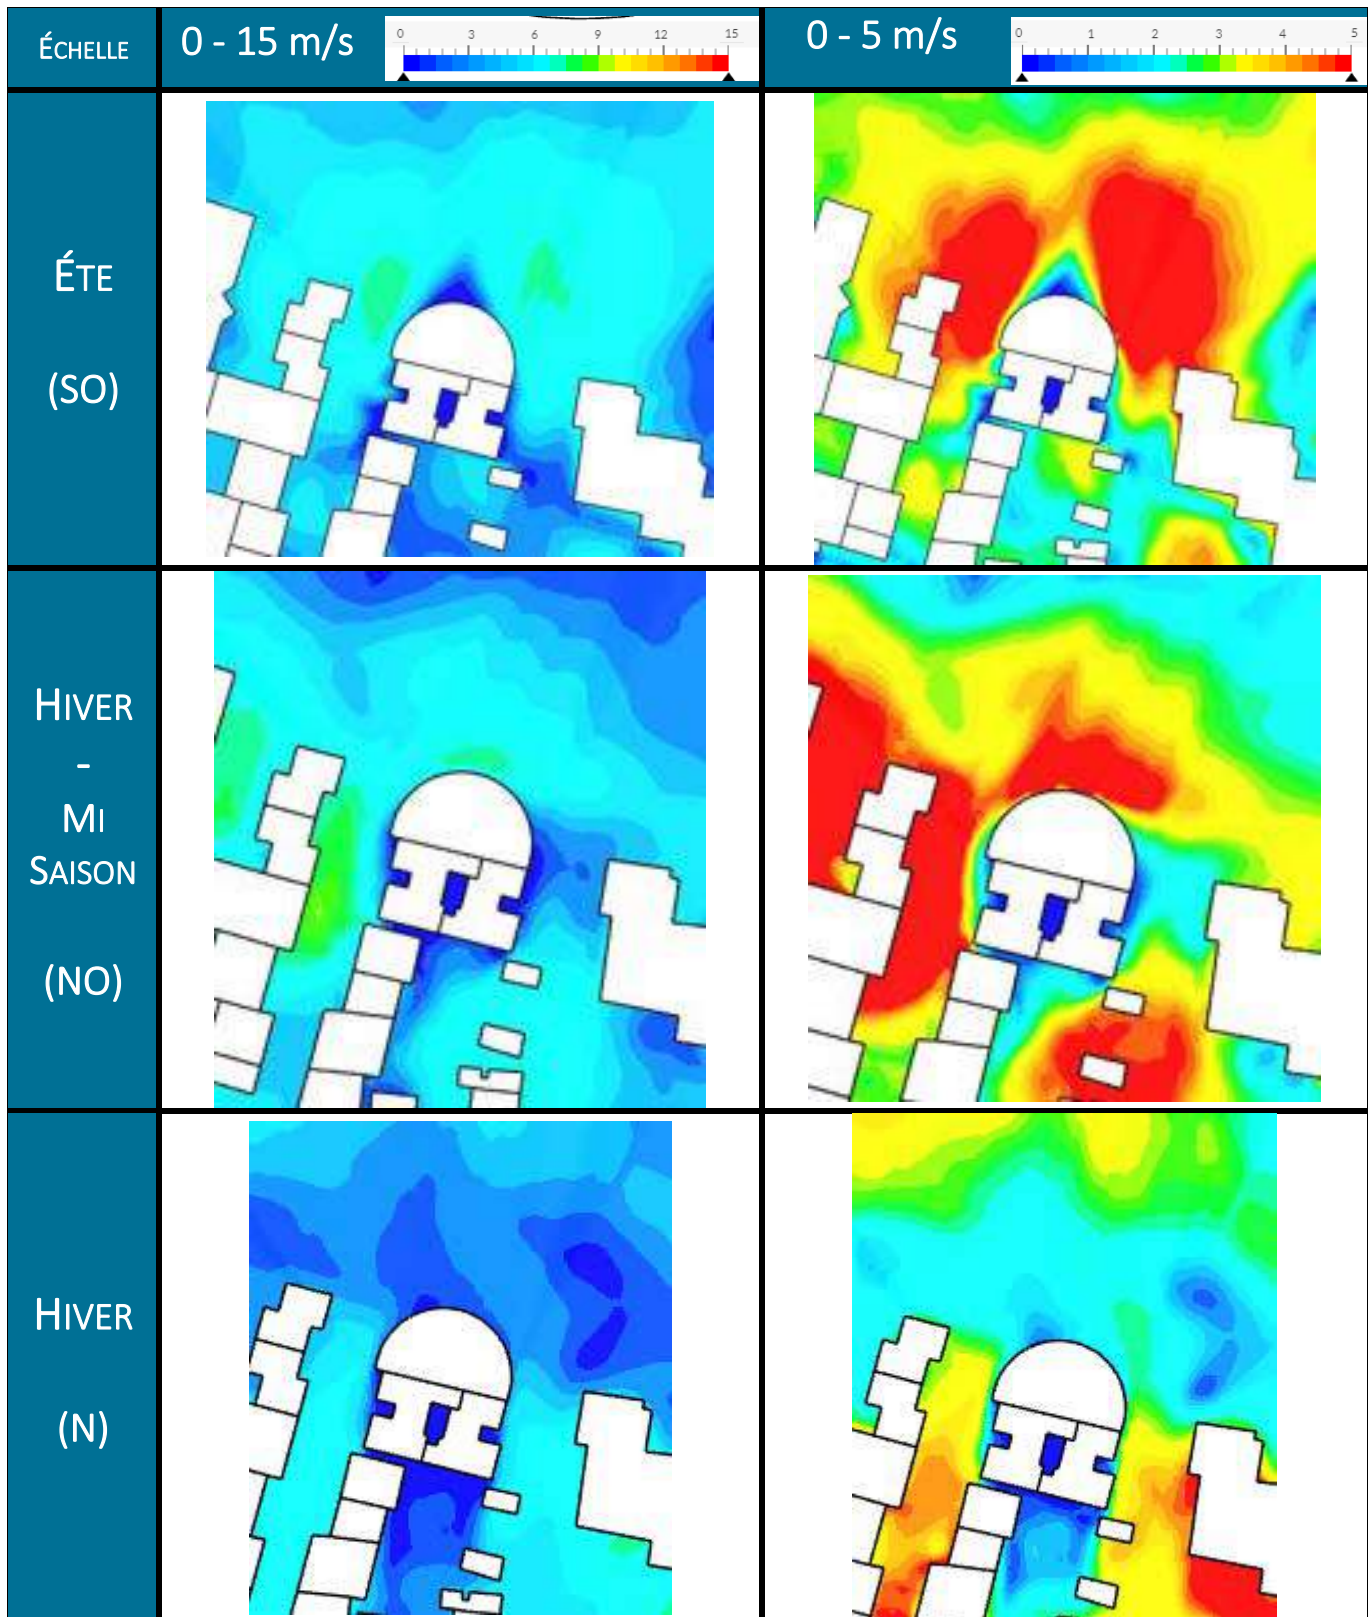 ÉCHELLE
0 - 15 m/s
0 3 6 9 12 15
0 - 5 m/s
0 1 2 3 4 5
ÉTE
(SO)
HIVER
-
MI
SAISON
(NO)
HIVER
(N)